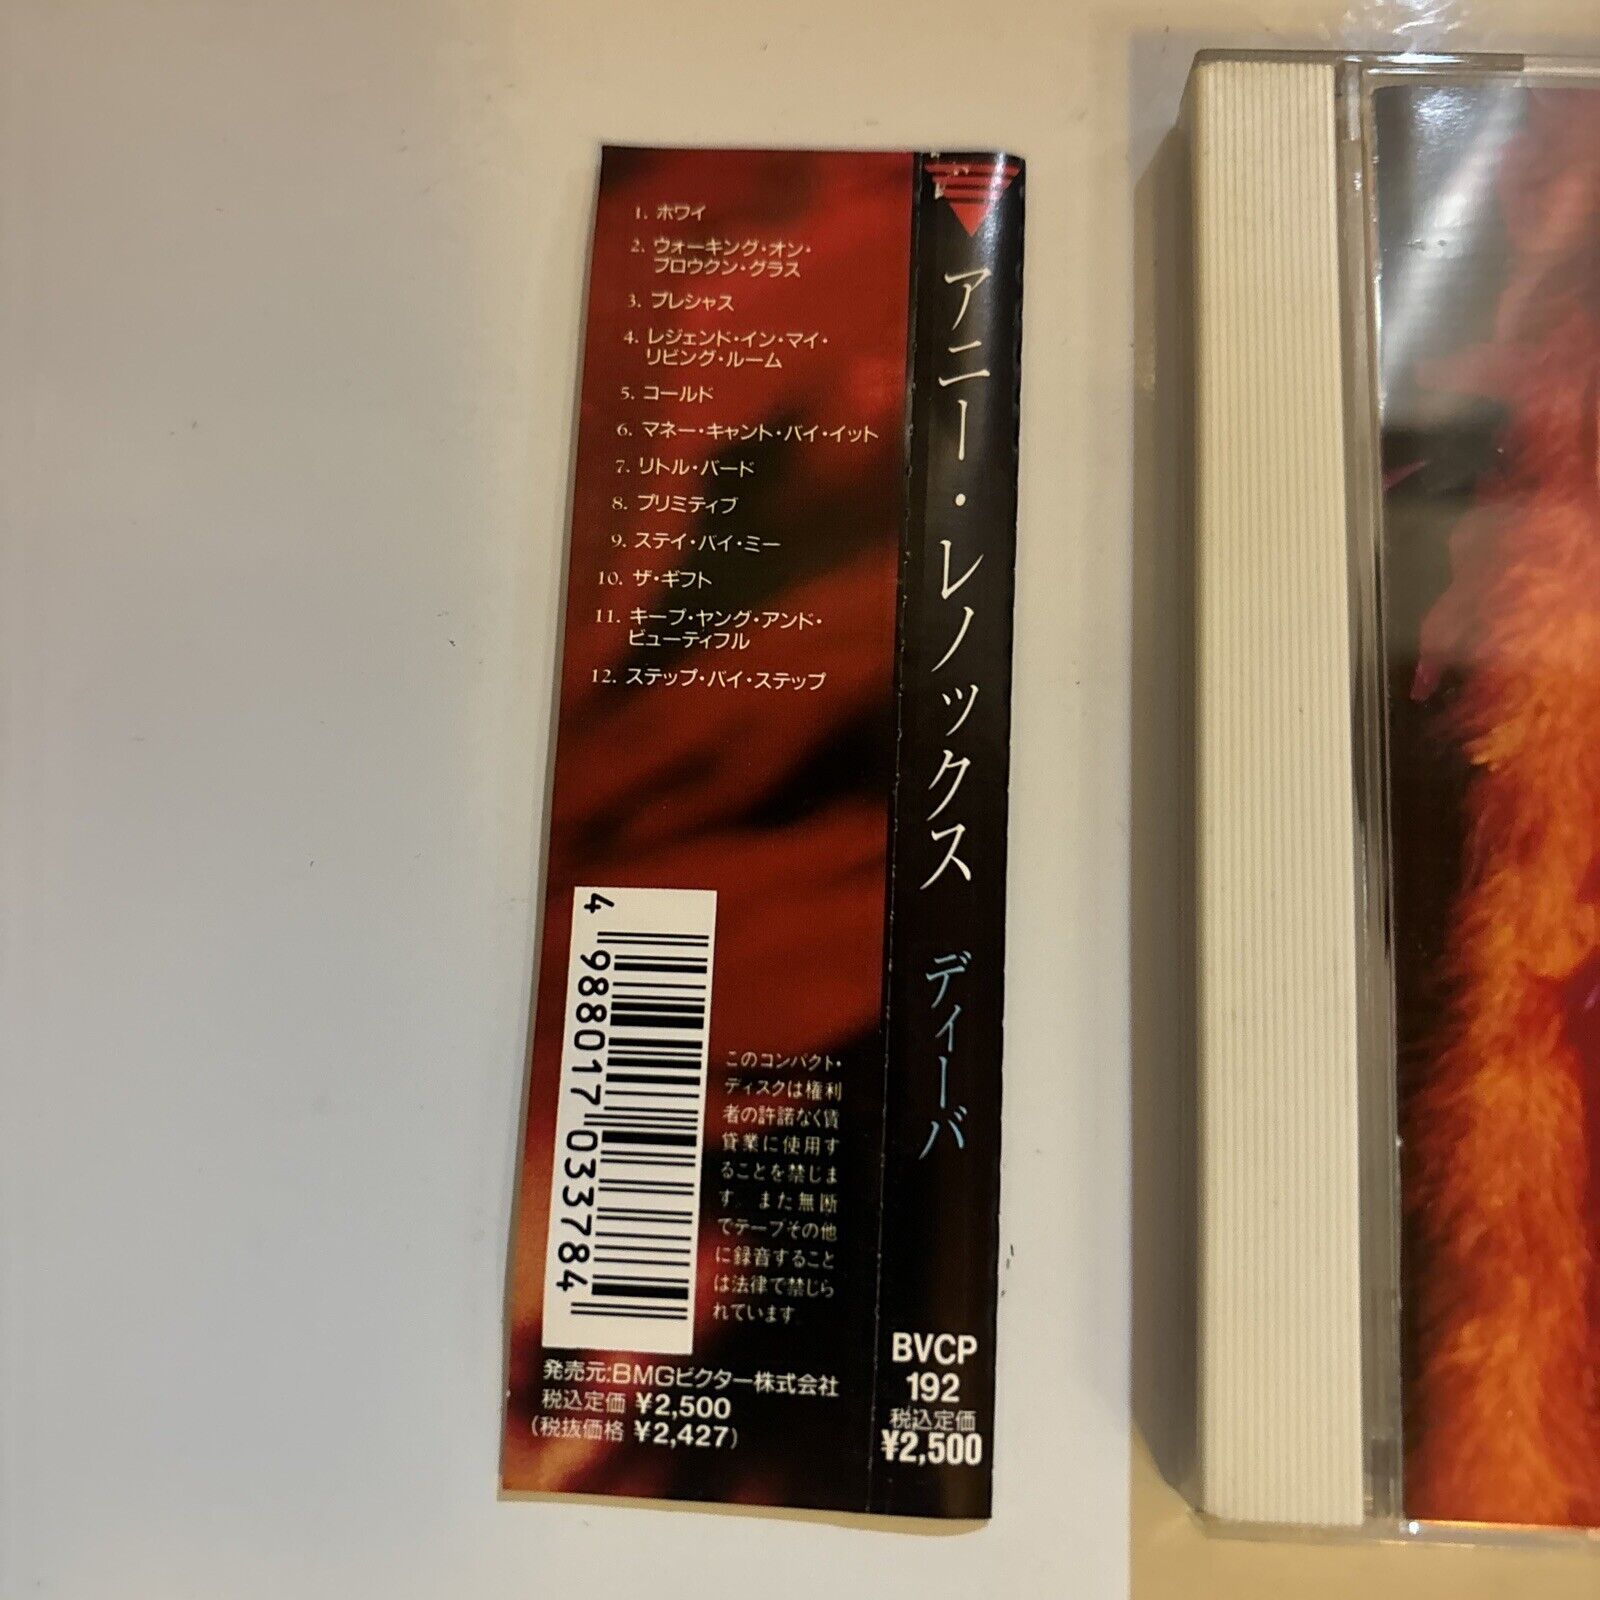 1. ホワイ
2. ウォーキング・オン・
ブロウクン・グラス
3. プレシャス
4. レジェンド・イン・マイ・
リビング・ルーム
5. コールド
6. マネー・キャント・バイ・イット
7. リトル・バード
8. プリミティブ
9. ステイ・バイ・ミー
10. ザ・ギフト
11. キープ・ヤング・アンド・
ビューティフル
12. ステップ・バイ・ステップ
4 988017 033784
このコンパクト・
ディスクは権利
者の許諾なく賃
貸業に使用す
ることを禁じま
す。また無断
でテープその他
に録音すること
は法律で禁じら
れています。
発売元:BMGビクター株式会社
税込定価 ¥2,500
(税抜価格 ¥2,427)
アニー・レノックス ディーバ
BVCP
192
税込定価
¥2,500